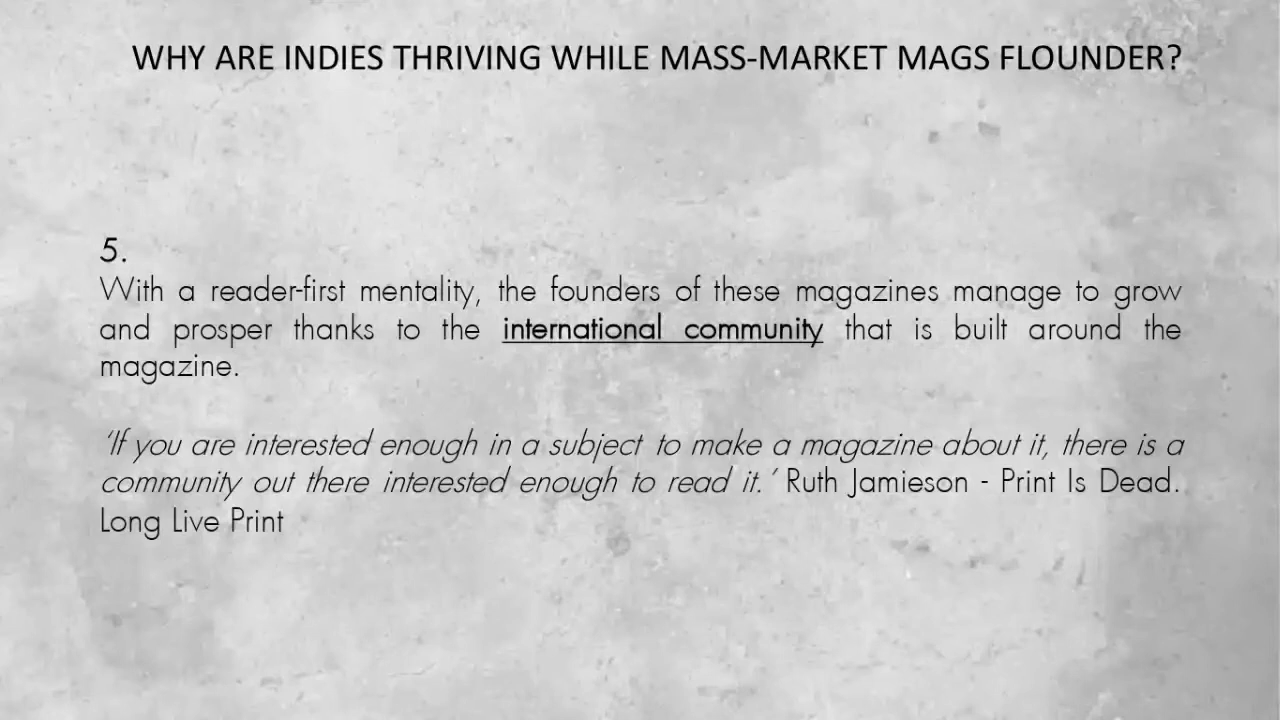 WHY ARE INDIES THRIVING WHILE MASS-MARKET MAGS FLOUNDER?
5.
With a reader-first mentality, the founders of these magazines manage to grow
and prosper thanks to the international community that is built around the
magazine.
‘If you are interested enough in a subject to make a magazine about it, there is a
community out there interested enough to read it.’ Ruth Jamieson - Print Is Dead.
Long Live Print